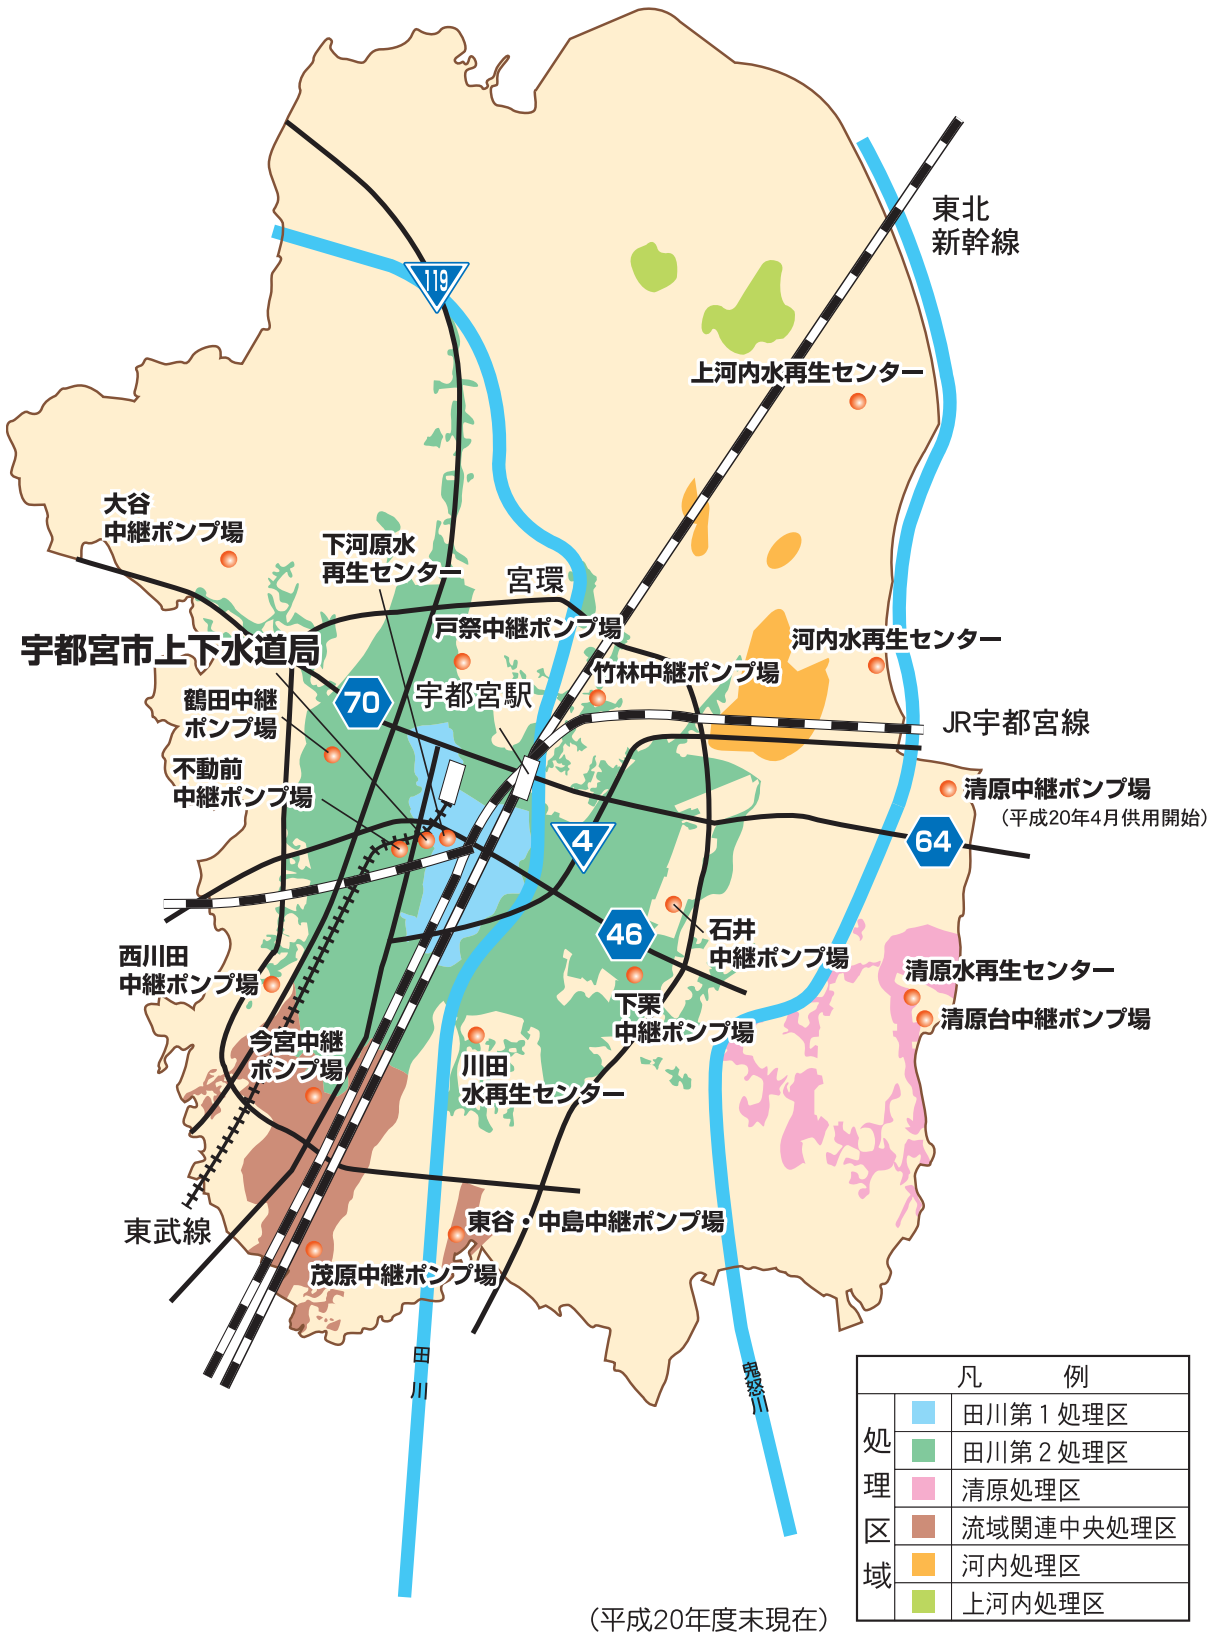 119
東北
新幹線
上河内水再生センター
大谷
中継ポンプ場
下河原水
再生センター
宮環
戸祭中継ポンプ場
河内水再生センター
宇都宮市上下水道局
竹林中継ポンプ場
鶴田中継
ポンプ場
70
宇都宮駅
JR宇都宮線
不動前
中継ポンプ場
清原中継ポンプ場
（平成20年4月供用開始）
4
64
46
石井
中継ポンプ場
西川田
中継ポンプ場
清原水再生センター
下栗
中継ポンプ場
清原台中継ポンプ場
今宮中継
ポンプ場
川田
水再生センター
東武線
東谷・中島中継ポンプ場
茂原中継ポンプ場
田川
鬼怒川
凡例
処理区域
田川第１処理区
田川第２処理区
清原処理区
流域関連中央処理区
河内処理区
上河内処理区
（平成20年度末現在）